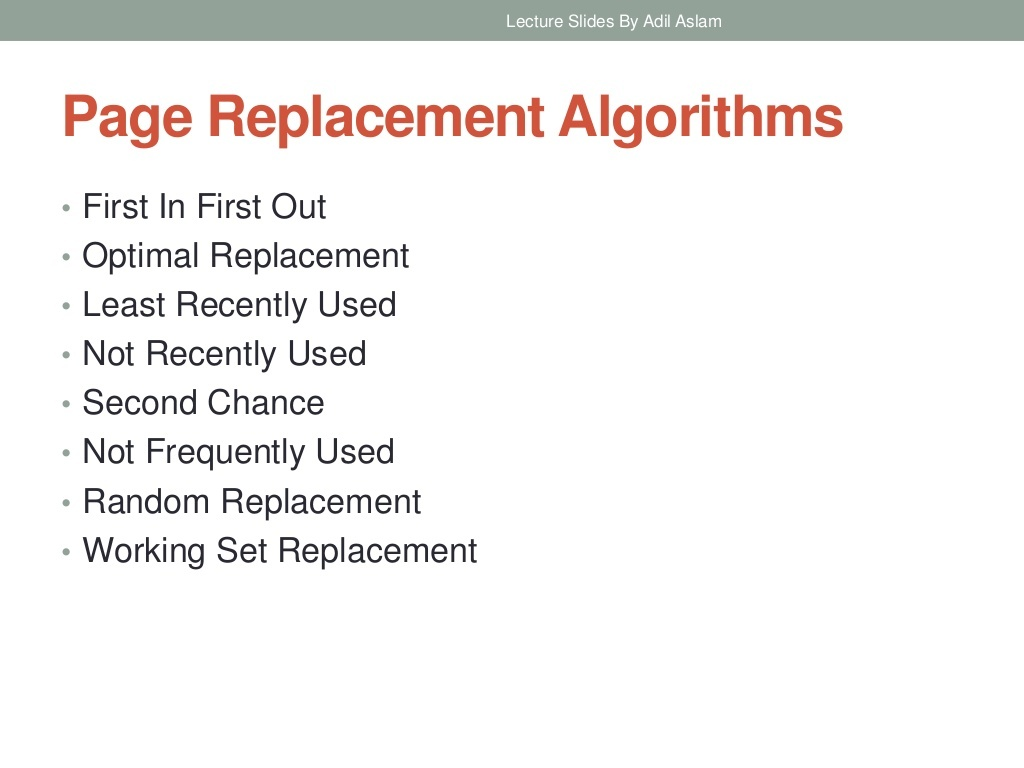 Lecture Slides By Adil Aslam
Page Replacement Algorithms
• First In First Out
• Optimal Replacement
• Least Recently Used
• Not Recently Used
• Second Chance
• Not Frequently Used
• Random Replacement
• Working Set Replacement